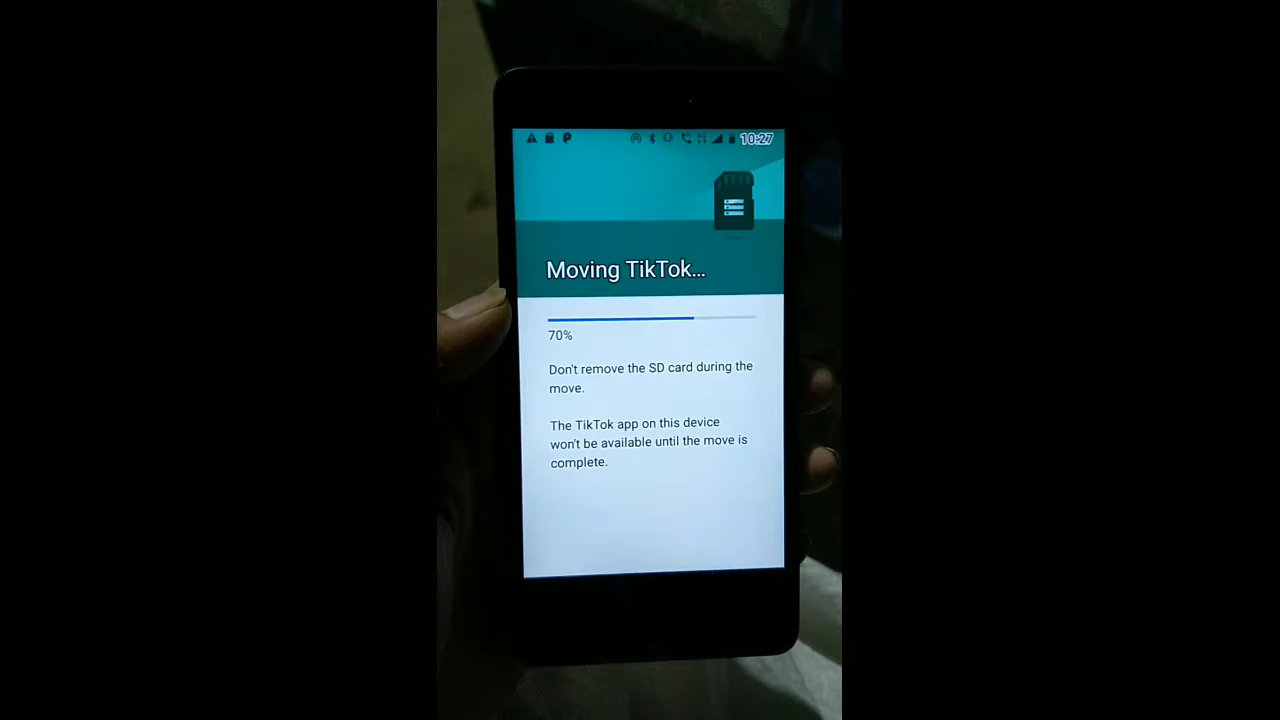 10:27
Moving TikTok...
70%
Don't remove the SD card during the
move.
The TikTok app on this device
won't be available until the move is
complete.